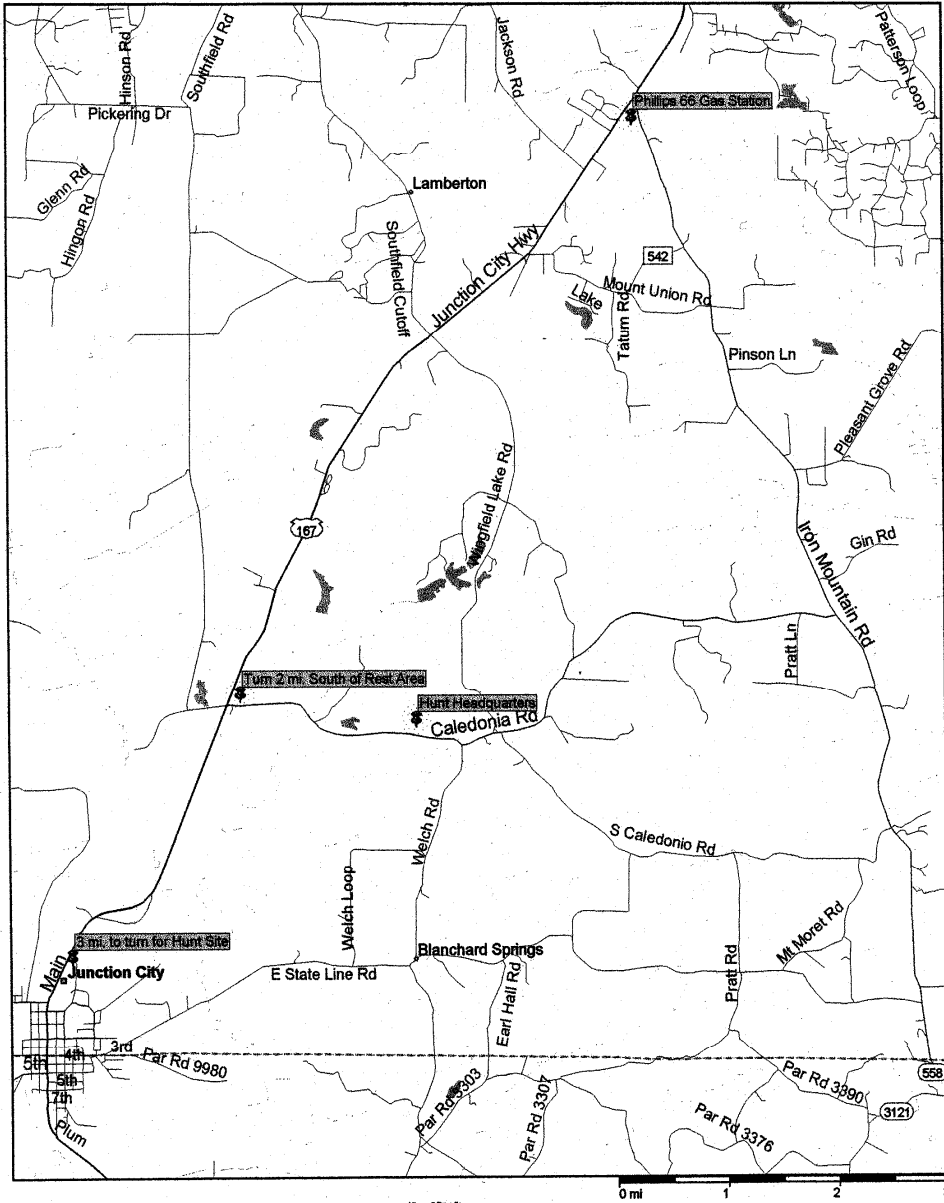 Hinson Rd
Southfield Rd
Jackson Rd
Patterson Loop
Phillips 66 Gas Station
Pickering Dr
Glenn Rd
Lamberton
Hingon Rd
Southfield Cutoff
Junction City Hwy
542
Mount Union Rd
Lake
Tatum Rd
Pinson Ln
Pleasant Grove Rd
Wingfield Lake Rd
167
Iron Mountain Rd
Gin Rd
Pratt Ln
Turn 2 mi. South of Rest Area
Hunt Headquarters
Caledonia Rd
Welch Rd
S Caledonio Rd
Welch Loop
Mt Moret Rd
3 mi. to turn for Hunt Site
Main
Junction City
Blanchard Springs
E State Line Rd
Earl Hall Rd
Pratt Rd
3rd
4th
5th
Par Rd 9980
5th
7th
Plum
Par Rd 3303
Par Rd 3307
Par Rd 3390
558
3121
Par Rd 3376
0 mi
1
2